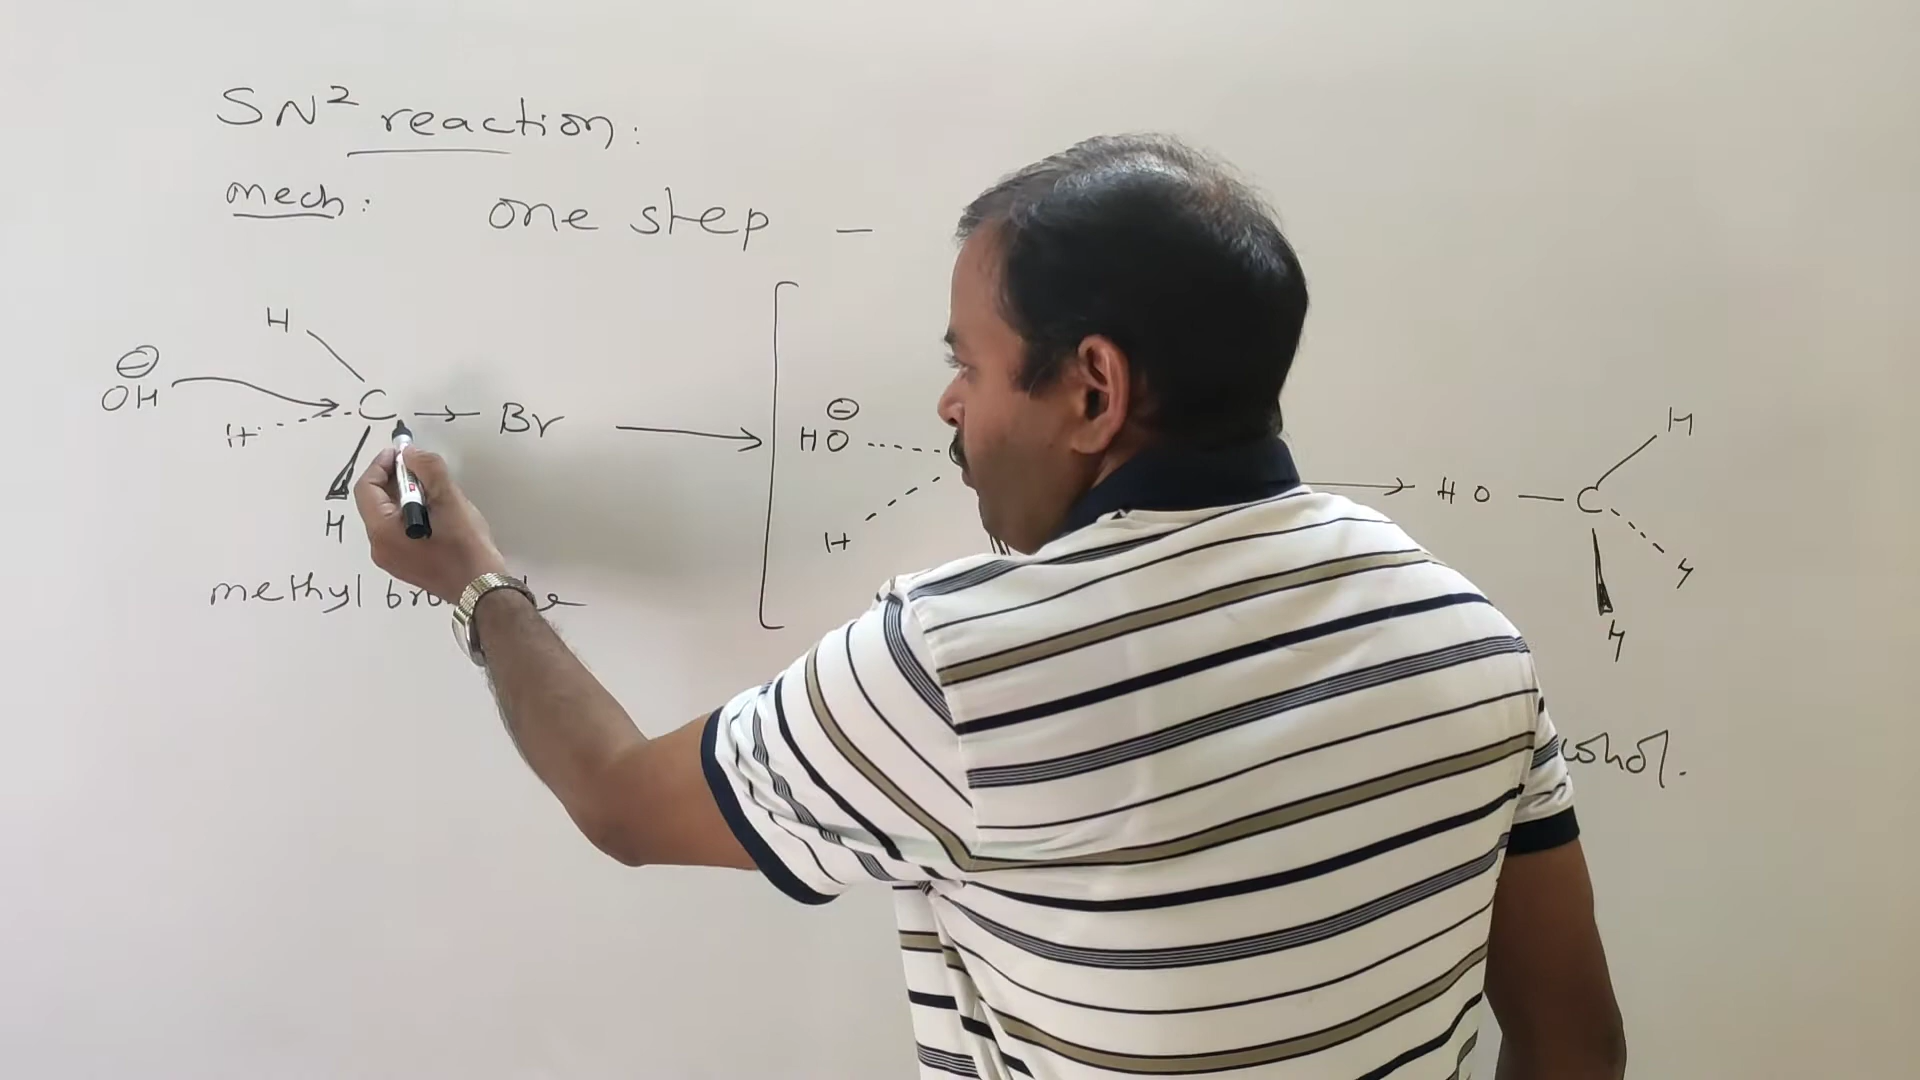 SN² reaction:
mech: one step –
H
⊖
OH C → Br
H
H
methyl
⊖
HO
H
HO — C
H
H
H